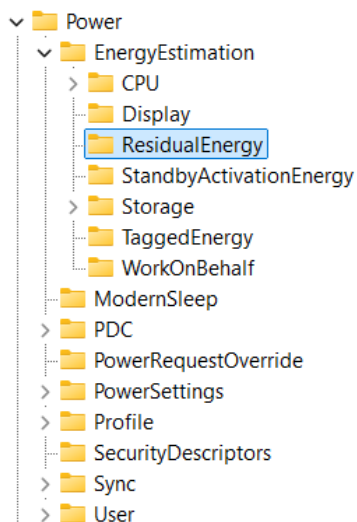 Power
EnergyEstimation
CPU
Display
ResidualEnergy
StandbyActivationEnergy
Storage
TaggedEnergy
WorkOnBehalf
ModernSleep
PDC
PowerRequestOverride
PowerSettings
Profile
SecurityDescriptors
Sync
User